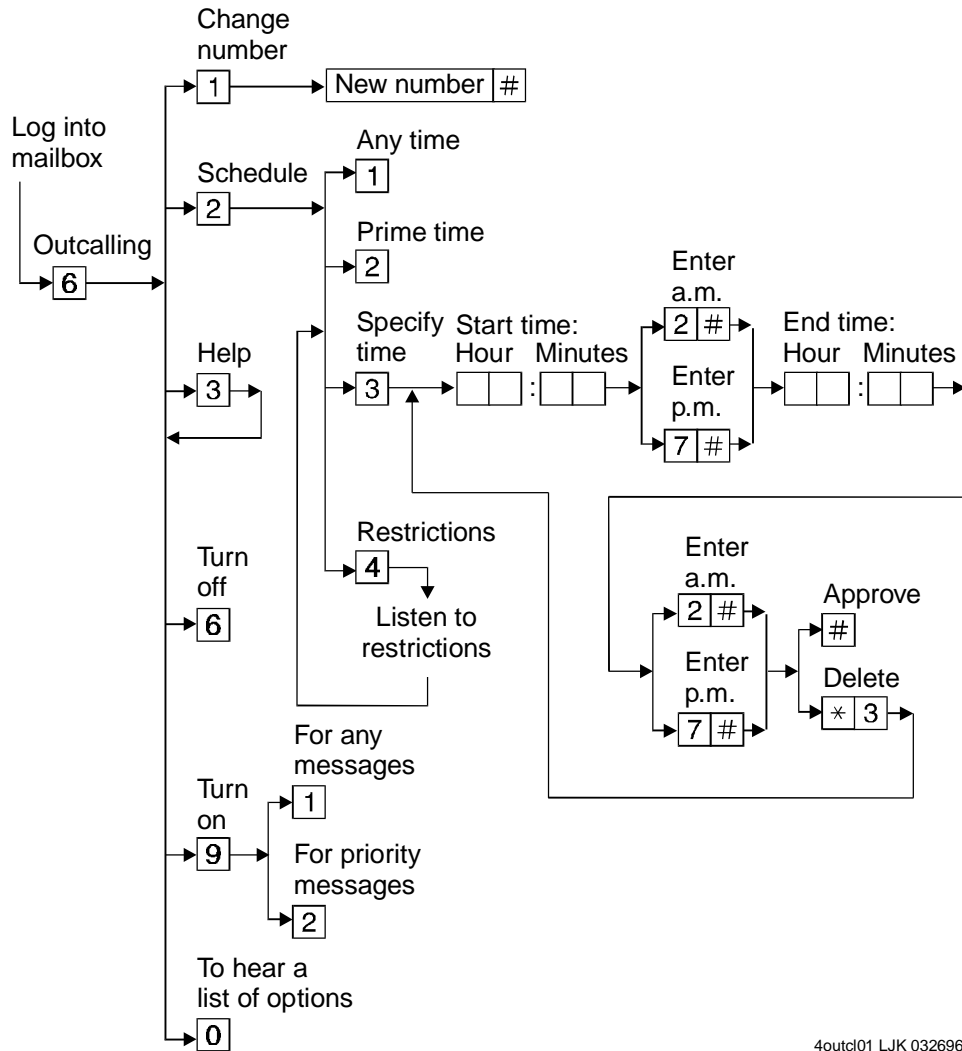 Change
number
1
New number #
Log into
mailbox
Any time
1
Schedule
2
Prime time
2
Outcalling
6
Enter
a.m.
2 #
Specify
time
3
Start time:
Hour Minutes
:
End time:
Hour Minutes
:
Help
3
Enter
p.m.
7 #
Restrictions
4
Listen to
restrictions
Turn
off
6
Enter
a.m.
2 #
Enter
p.m.
7 #
Approve
#
Delete
* 3
For any
messages
1
Turn
on
9
For priority
messages
2
To hear a
list of options
0
4outcl01 LJK 032696